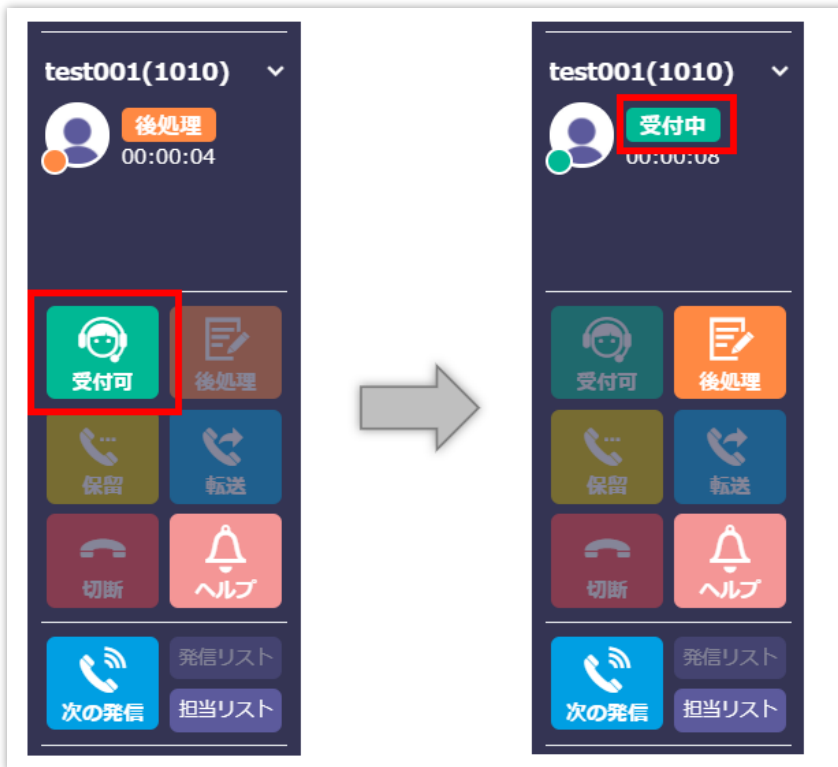 test001(1010)
後処理
00:00:04
受付可
後処理
保留
転送
切断
ヘルプ
次の発信
発信リスト
担当リスト
test001(1010)
受付中
00:00:08
受付可
後処理
保留
転送
切断
ヘルプ
次の発信
発信リスト
担当リスト